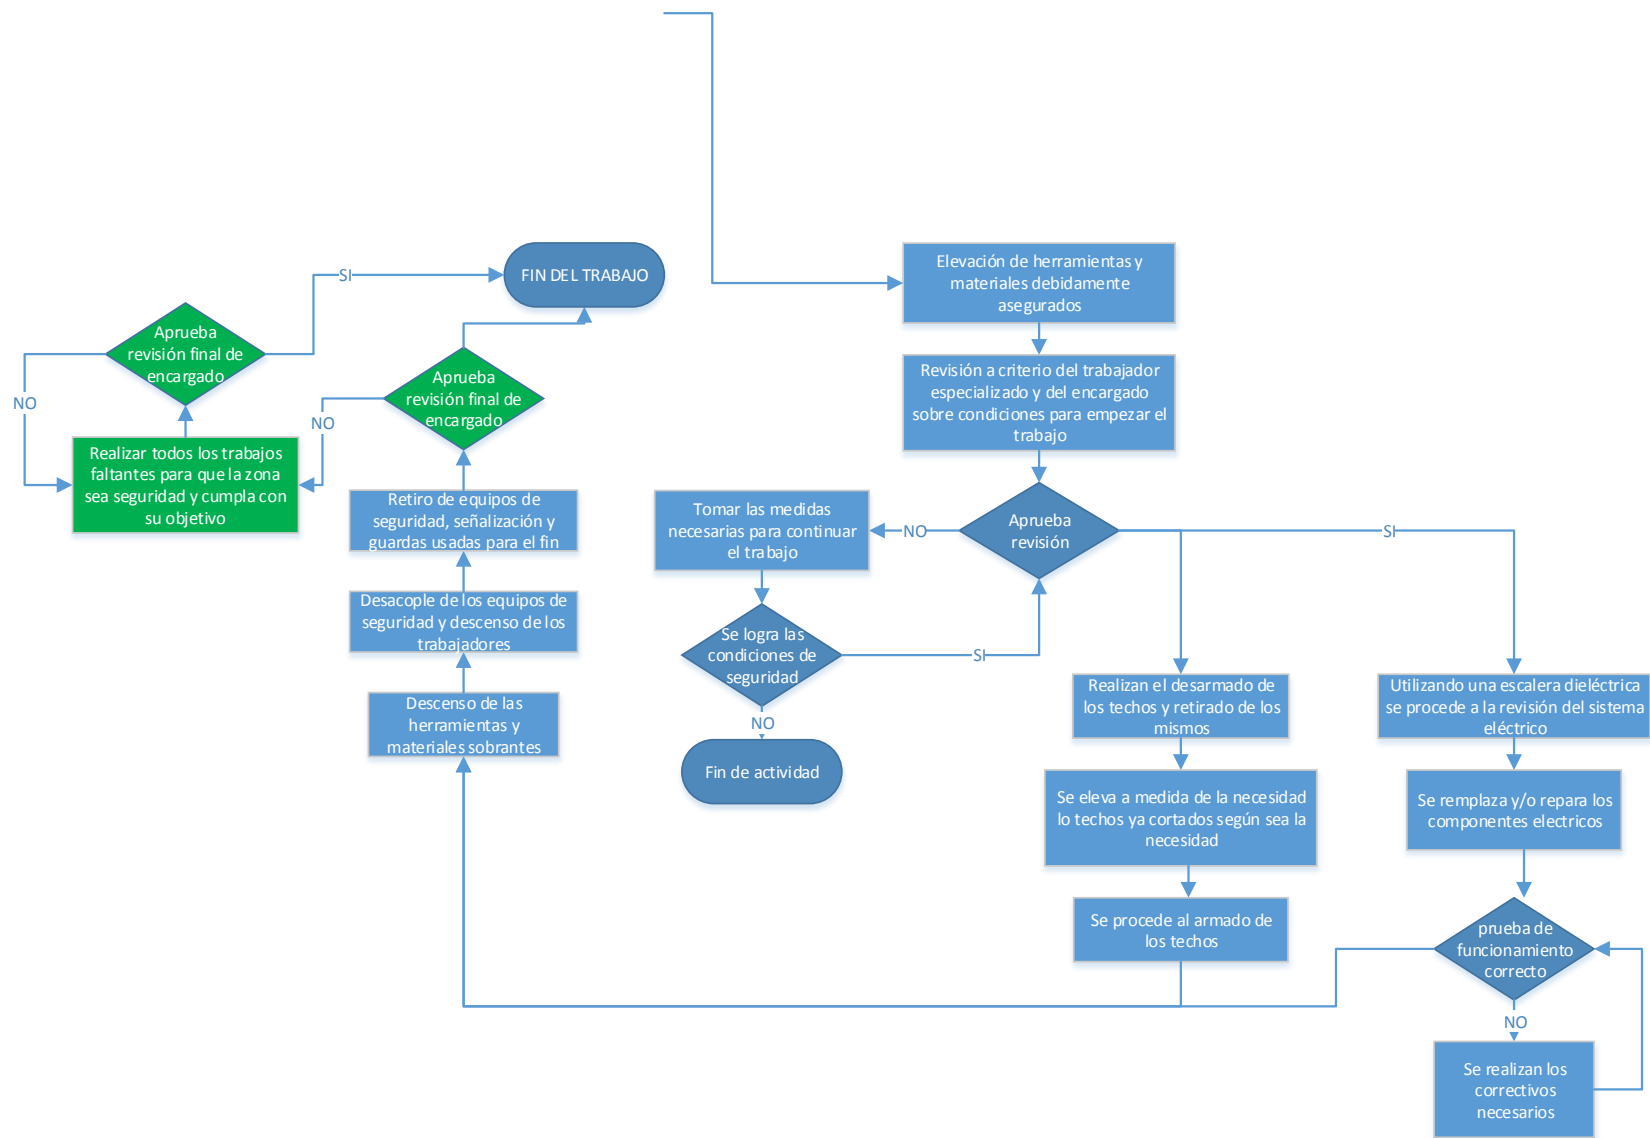 FIN DEL TRABAJO
SI
Aprueba
revisión final de
encargado
NO
Realizar todos los trabajos
faltantes para que la zona
sea seguridad y cumpla con
su objetivo
Aprueba
revisión final de
encargado
NO
Retiro de equipos de
seguridad, señalización y
guardas usadas para el fin
Desacople de los equipos de
seguridad y descenso de los
trabajadores
Descenso de las
herramientas y
materiales sobrantes
Elevación de herramientas y
materiales debidamente
asegurados
Revisión a criterio del trabajador
especializado y del encargado
sobre condiciones para empezar el
trabajo
Aprueba
revisión
NO
SI
Tomar las medidas
necesarias para continuar
el trabajo
Se logra las
condiciones de
seguridad
SI
NO
Fin de actividad
Realizan el desarmado de
los techos y retirado de los
mismos
Se eleva a medida de la necesidad
lo techos ya cortados según sea la
necesidad
Se procede al armado de
los techos
Utilizando una escalera dieléctrica
se procede a la revisión del sistema
eléctrico
Se remplaza y/o repara los
componentes electricos
prueba de
funcionamiento
correcto
NO
Se realizan los
correctivos
necesarios